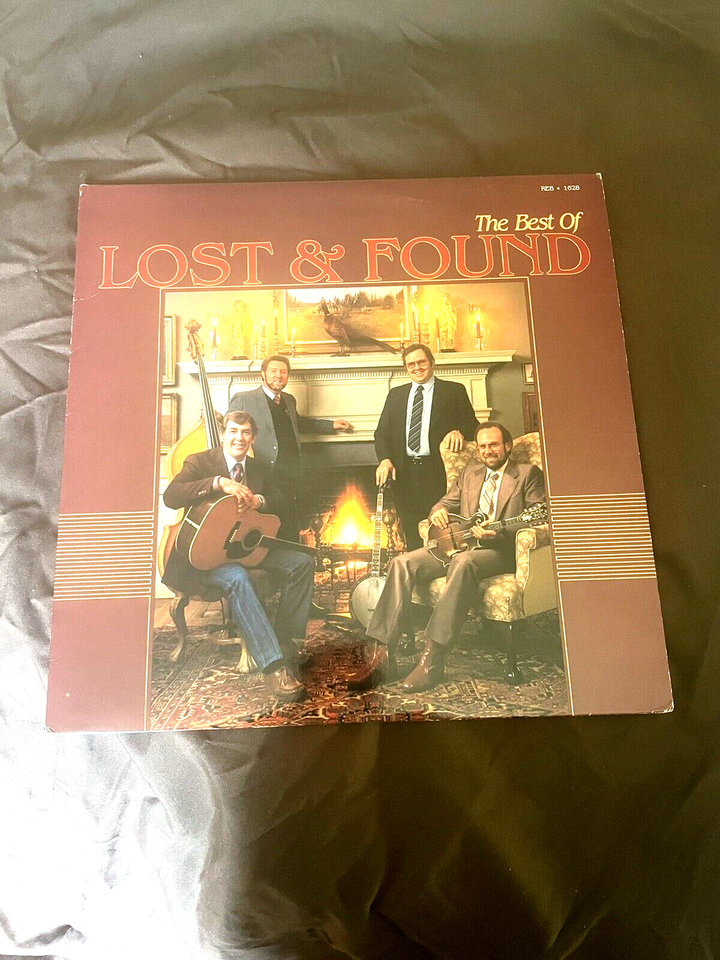 REB • 1628
The Best Of
LOST & FOUND